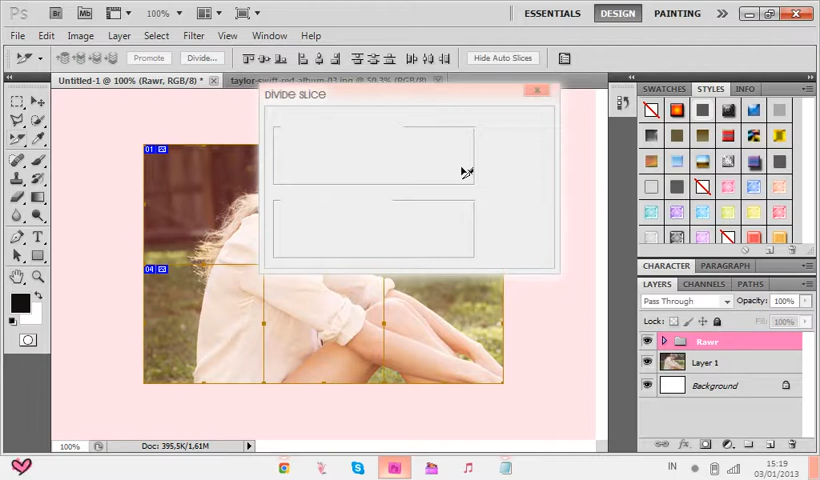 Ps Br Mb 100% ESSENTIALS DESIGN PAINTING
File Edit Image Layer Select Filter View Window Help
Promote Divide... Hide Auto Slices
Untitled-1 @ 100% (Rawr, RGB/8) * taylor-swift-red-album-03.jpg @ 50.3% (RGB/8)
Divide Slice
SWATCHES STYLES INFO
01
04
CHARACTER PARAGRAPH
LAYERS CHANNELS PATHS
Pass Through Opacity: 100%
Lock: Fill: 100%
Rawr
Layer 1
Background
100% Doc: 395,5K/1,61M
IN 15:19
03/01/2013